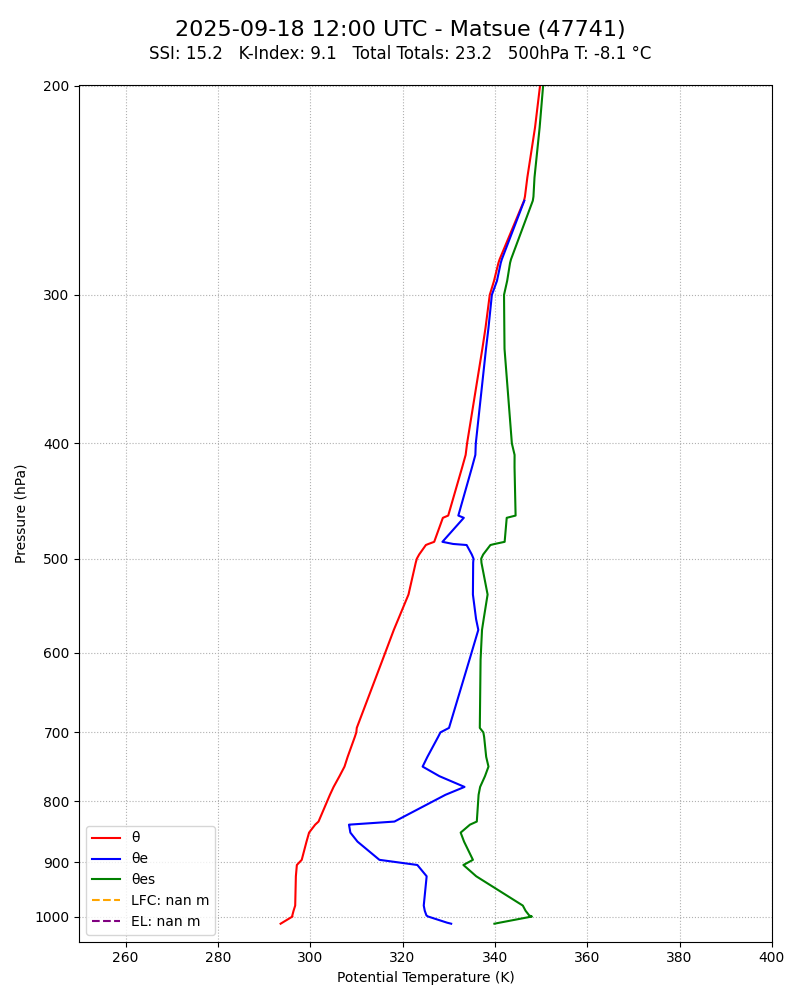 2025-09-18 12:00 UTC - Matsue (47741)
SSI: 15.2   K-Index: 9.1   Total Totals: 23.2   500hPa T: -8.1 °C
200
300
400
500
600
700
800
900
1000
Pressure (hPa)
θ
θe
θes
LFC: nan m
EL: nan m
260 280 300 320 340 360 380 400
Potential Temperature (K)